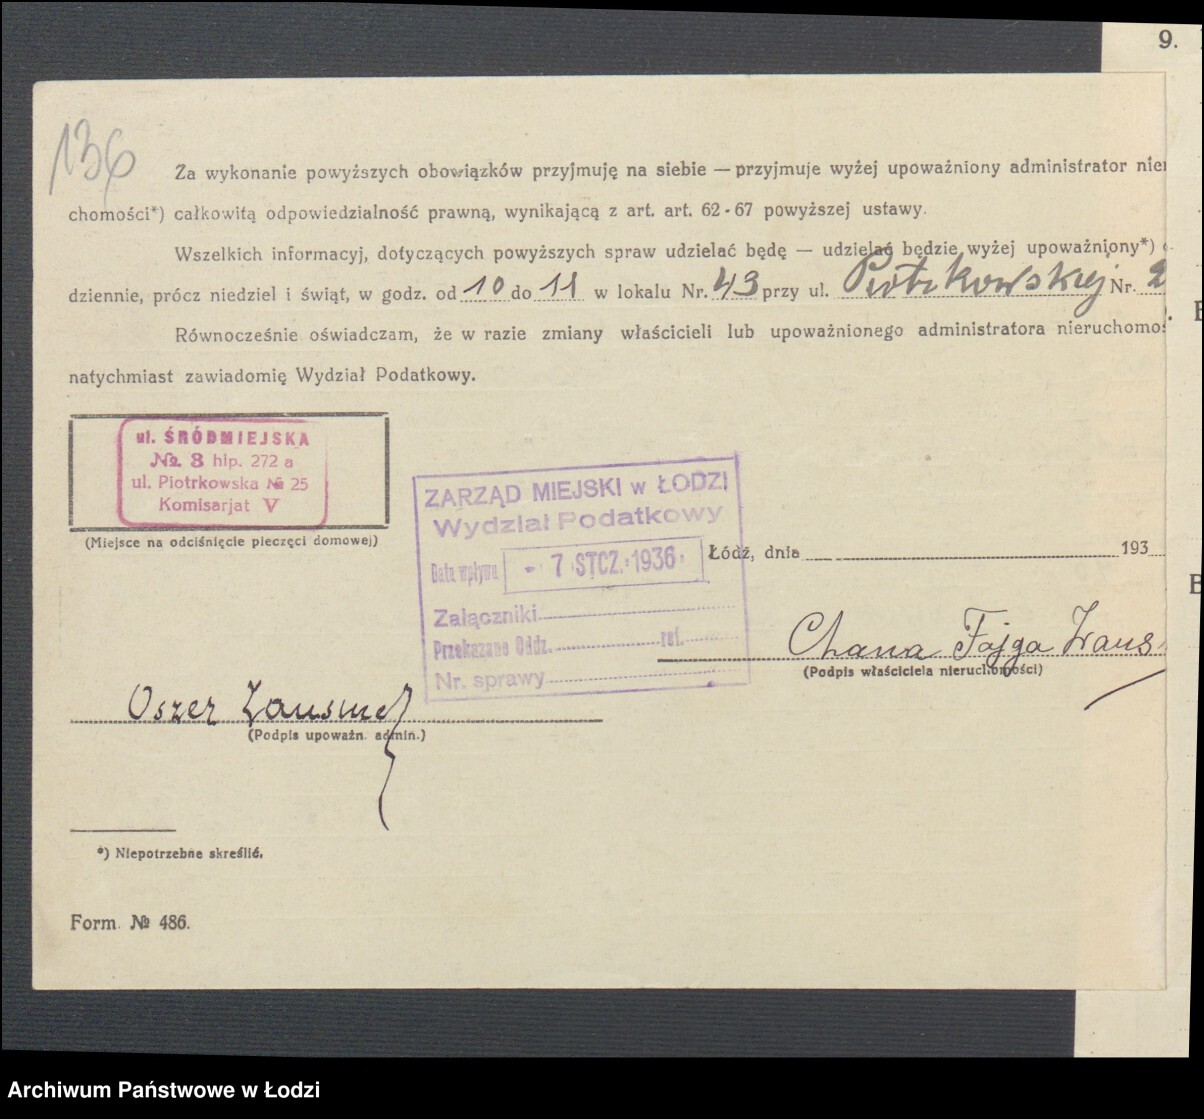 9.
136
Za wykonanie powyższych obowiązków przyjmuję na siebie — przyjmuje wyżej upoważniony administrator nier
chomości*) całkowitą odpowiedzialność prawną, wynikającą z art. art. 62-67 powyższej ustawy.
Wszelkich informacyj, dotyczących powyższych spraw udzielać będę — udzielać będzie wyżej upoważniony*)
dziennie, prócz niedziel i świąt, w godz. od 10 do 11 w lokalu Nr. 43 przy ul. Piotrkowskiej Nr. 2
Równocześnie oświadczam, że w razie zmiany właścicieli lub upoważnionego administratora nieruchomoś
natychmiast zawiadomię Wydział Podatkowy.
ul. ŚRÓDMIEJSKA
№. 8 hip. 272 a
ul. Piotrkowska № 25
Komisarjat V
(Miejsce na odciśnięcie pieczęci domowej)
ZARZĄD MIEJSKI w ŁODZI
Wydział Podatkowy
Data wpływu - 7 STCZ. 1936
Załączniki
Przekazano Oddz. ref.
Nr. sprawy
Łódź, dnia 193
Chana Fajga Zaus
(Podpis właściciela nieruchomości)
Oszer Zausmer
(Podpis upoważn. admin.)
*) Niepotrzebne skreślić.
Form. № 486.
Archiwum Państwowe w Łodzi